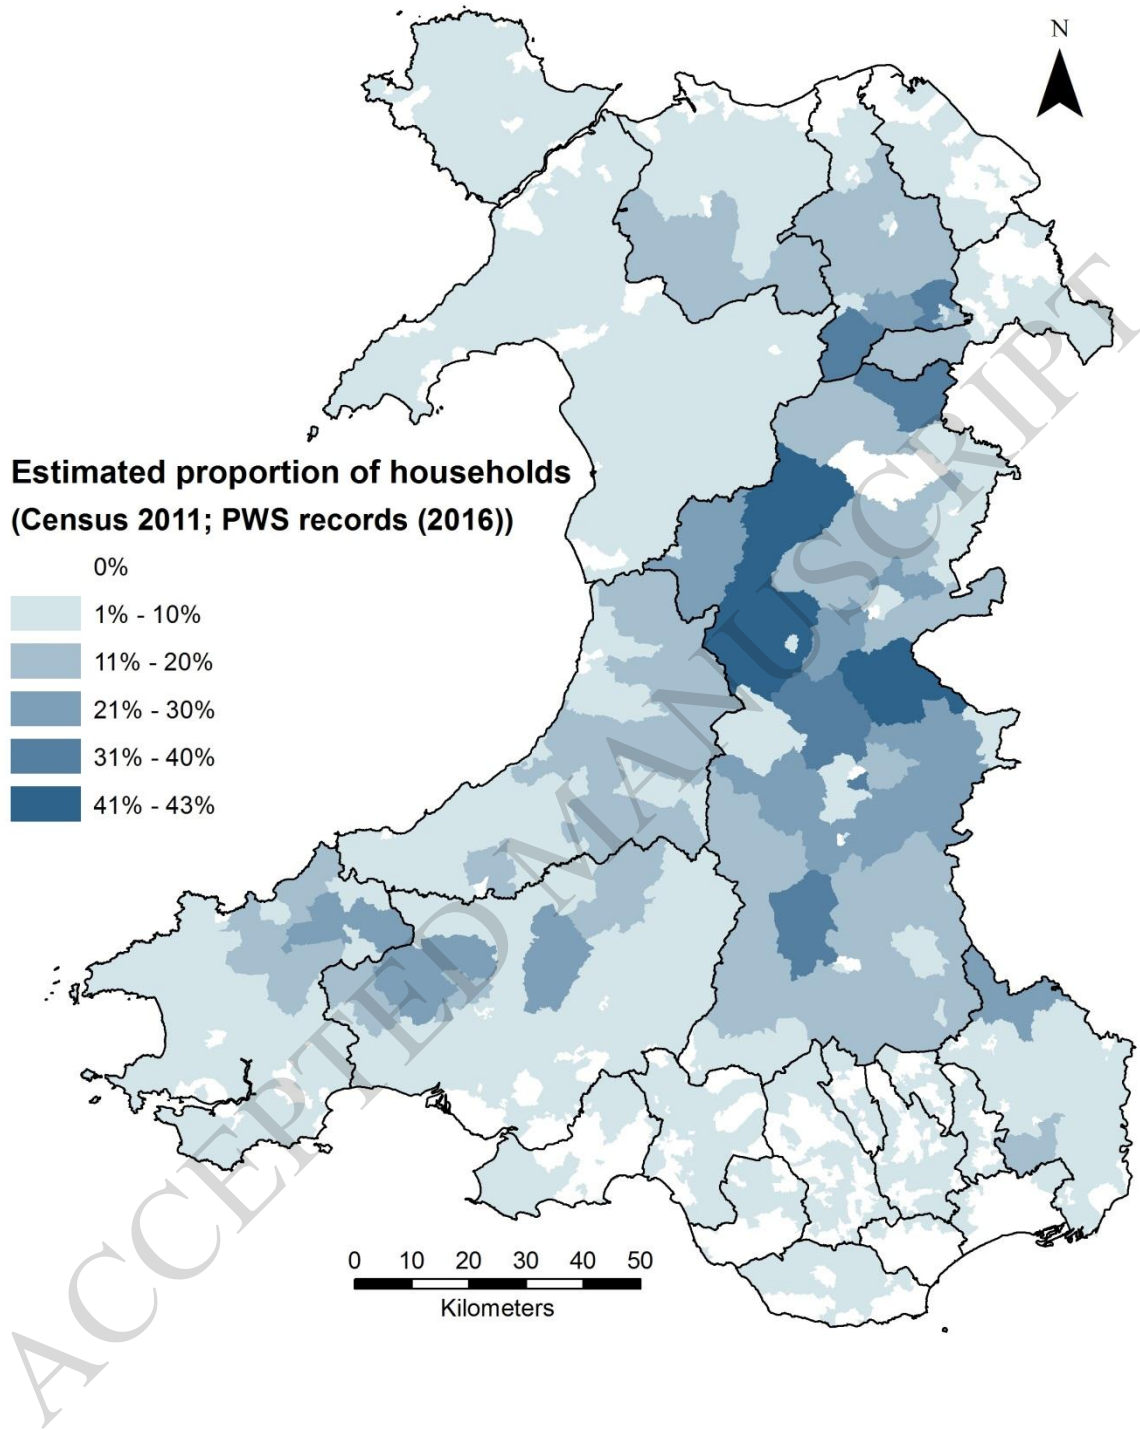 N
Estimated proportion of households
(Census 2011; PWS records (2016))
0%
1% - 10%
11% - 20%
21% - 30%
31% - 40%
41% - 43%
0 10 20 30 40 50
Kilometers
ACCEPTED MANUSCRIPT